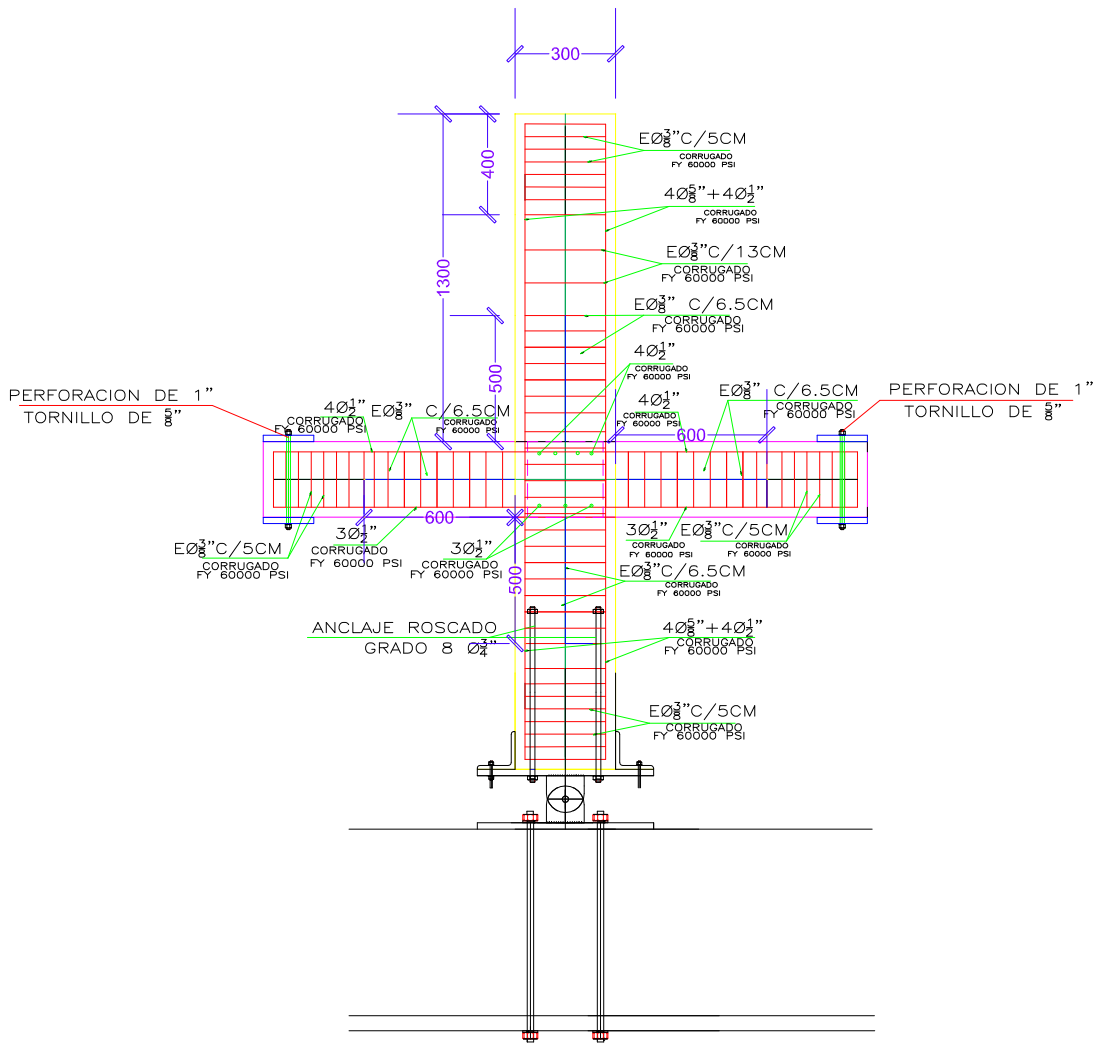 300
EØ3/8"C/5CM
CORRUGADO
FY 60000 PSI
400
4Ø5/8"+4Ø1/2"
CORRUGADO
FY 60000 PSI
EØ3/8"C/13CM
CORRUGADO
FY 60000 PSI
1300
EØ3/8" C/6.5CM
CORRUGADO
FY 60000 PSI
4Ø1/2"
CORRUGADO
FY 60000 PSI
500
PERFORACION DE 1"
TORNILLO DE 5/8"
4Ø1/2"
CORRUGADO
FY 60000 PSI
EØ3/8" C/6.5CM
CORRUGADO
FY 60000 PSI
4Ø1/2"
CORRUGADO
FY 60000 PSI
EØ3/8" C/6.5CM
CORRUGADO
FY 60000 PSI
PERFORACION DE 1"
TORNILLO DE 5/8"
600
600
EØ3/8"C/5CM
CORRUGADO
FY 60000 PSI
3Ø1/2"
CORRUGADO
FY 60000 PSI
3Ø1/2"
CORRUGADO
FY 60000 PSI
3Ø1/2"
CORRUGADO
FY 60000 PSI
EØ3/8"C/5CM
CORRUGADO
FY 60000 PSI
500
EØ3/8"C/6.5CM
CORRUGADO
FY 60000 PSI
ANCLAJE ROSCADO
GRADO 8 Ø3/4"
4Ø5/8"+4Ø1/2"
CORRUGADO
FY 60000 PSI
EØ3/8"C/5CM
CORRUGADO
FY 60000 PSI